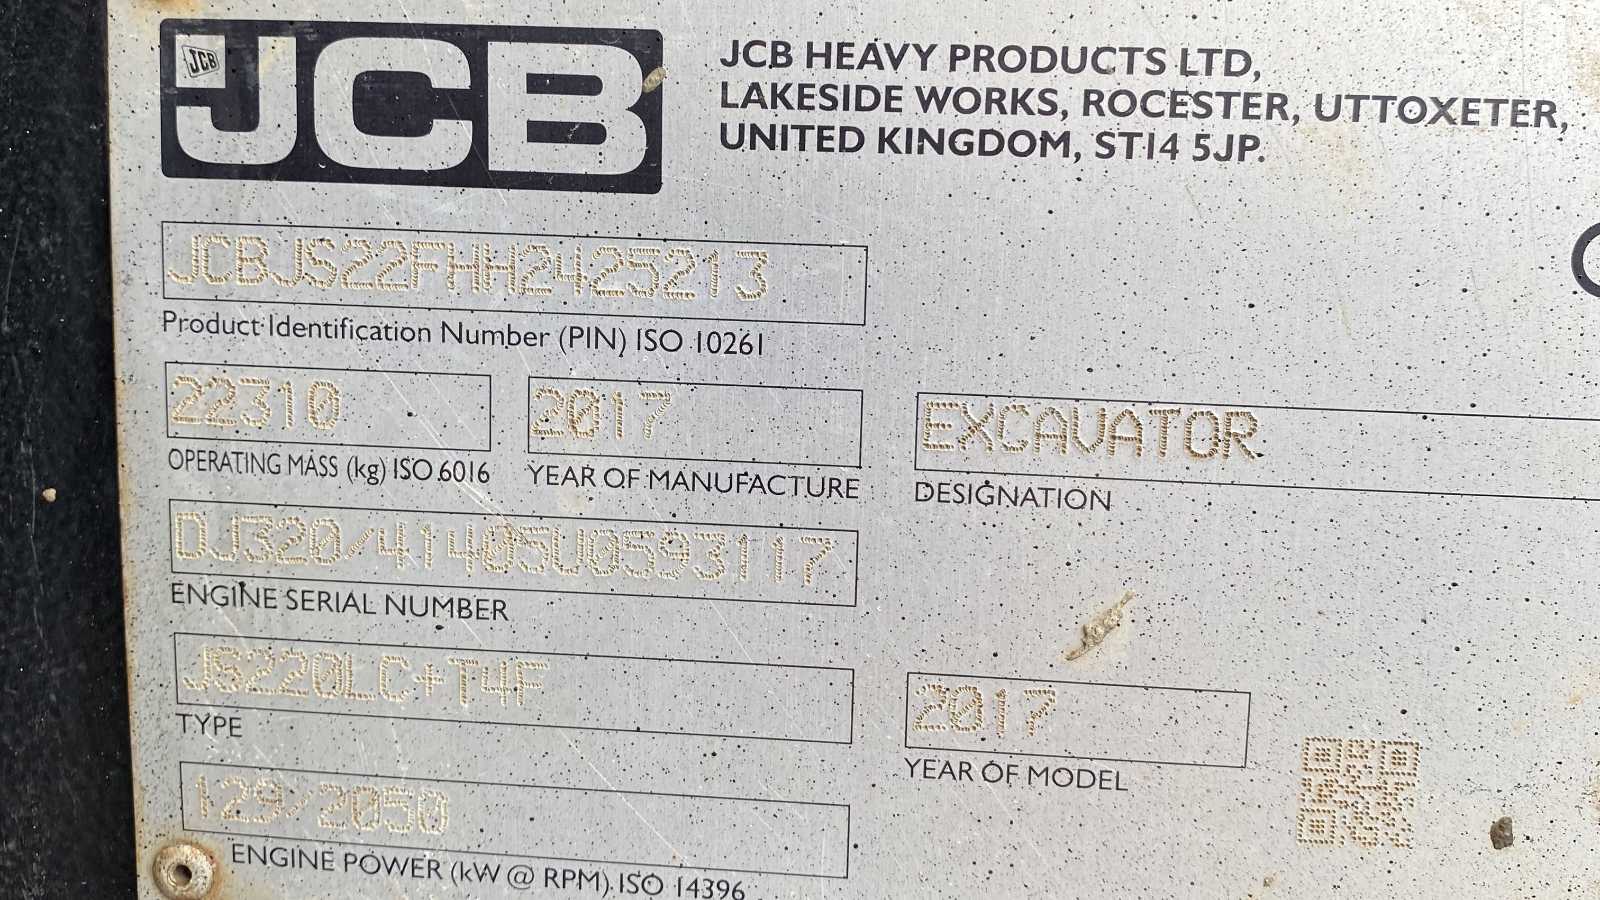 JCB
JCB
JCB HEAVY PRODUCTS LTD,
LAKESIDE WORKS, ROCESTER, UTTOXETER,
UNITED KINGDOM, ST14 5JP.
JCBJS22FHH2425213
Product Identification Number (PIN) ISO 10261
22310
OPERATING MASS (kg) ISO 6016
2017
YEAR OF MANUFACTURE
EXCAVATOR
DESIGNATION
DJ320/41405U0593117
ENGINE SERIAL NUMBER
JS220LC+T4F
TYPE
2017
YEAR OF MODEL
129/2050
ENGINE POWER (kW @ RPM) ISO 14396